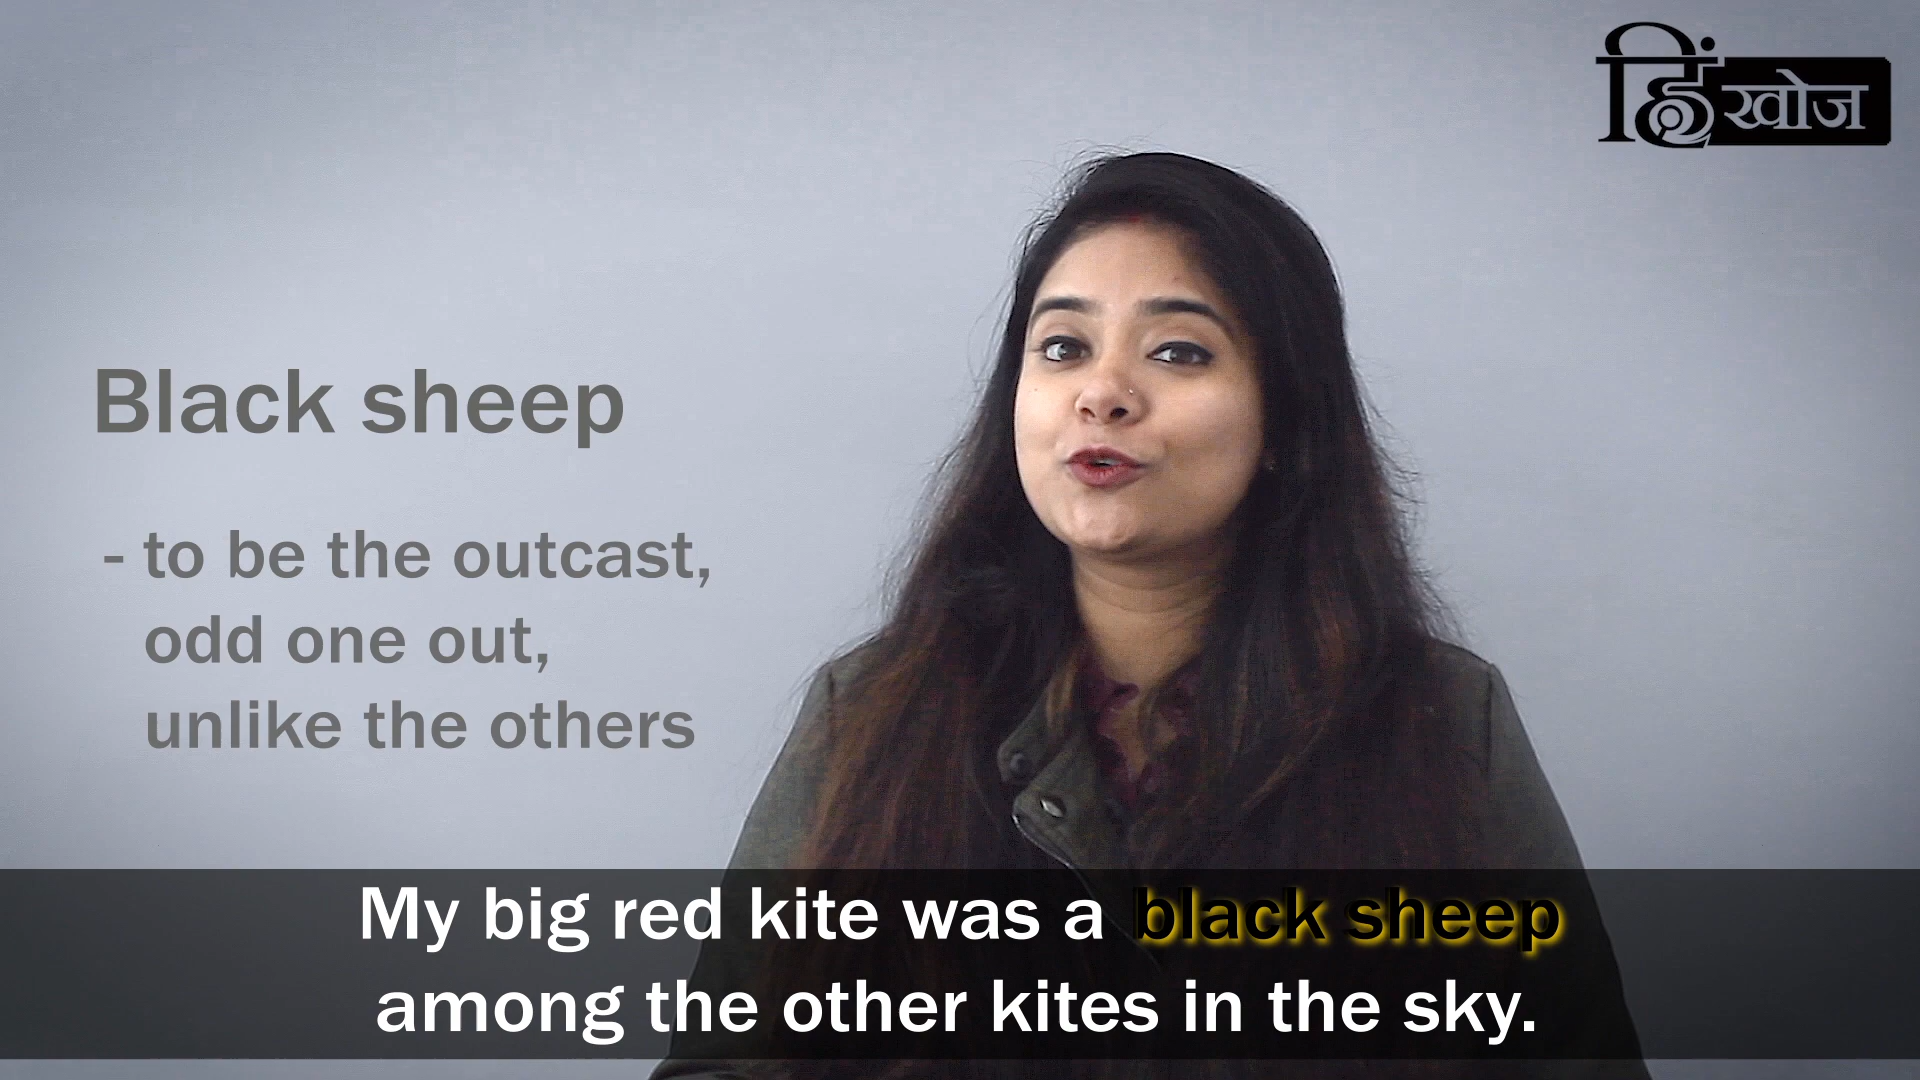 हिंखोज
Black sheep
- to be the outcast,
odd one out,
unlike the others
My big red kite was a black sheep
among the other kites in the sky.